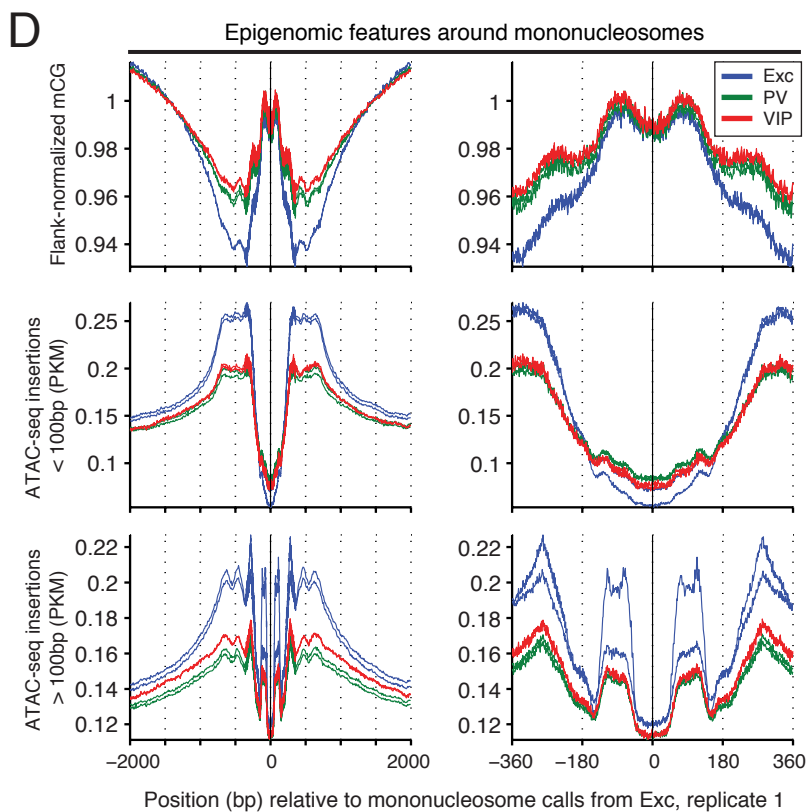 D
Epigenomic features around mononucleosomes
Flank-normalized mCG
1
0.98
0.96
0.94
1
0.98
0.96
0.94
Exc
PV
VIP
ATAC-seq insertions
< 100bp (PKM)
0.25
0.2
0.15
0.1
0.25
0.2
0.15
0.1
ATAC-seq insertions
> 100bp (PKM)
0.22
0.2
0.18
0.16
0.14
0.12
0.22
0.2
0.18
0.16
0.14
0.12
−2000 0 2000
−360 −180 0 180 360
Position (bp) relative to mononucleosome calls from Exc, replicate 1